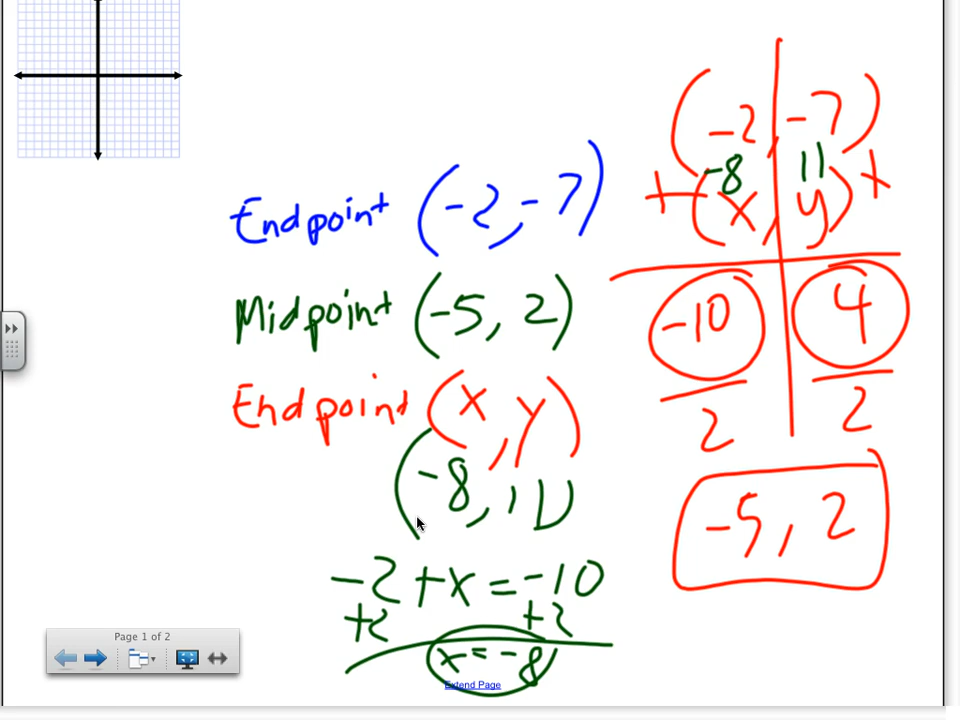 Endpoint (-2, -7)
Midpoint (-5, 2)
Endpoint (x, y)
(-8, 11)
-2 + x = -10
+2 +2
x = -8
(-2, -7)
-8 11
+ (x, y) +
-10 4
2 2
-5, 2
Page 1 of 2
Extend Page